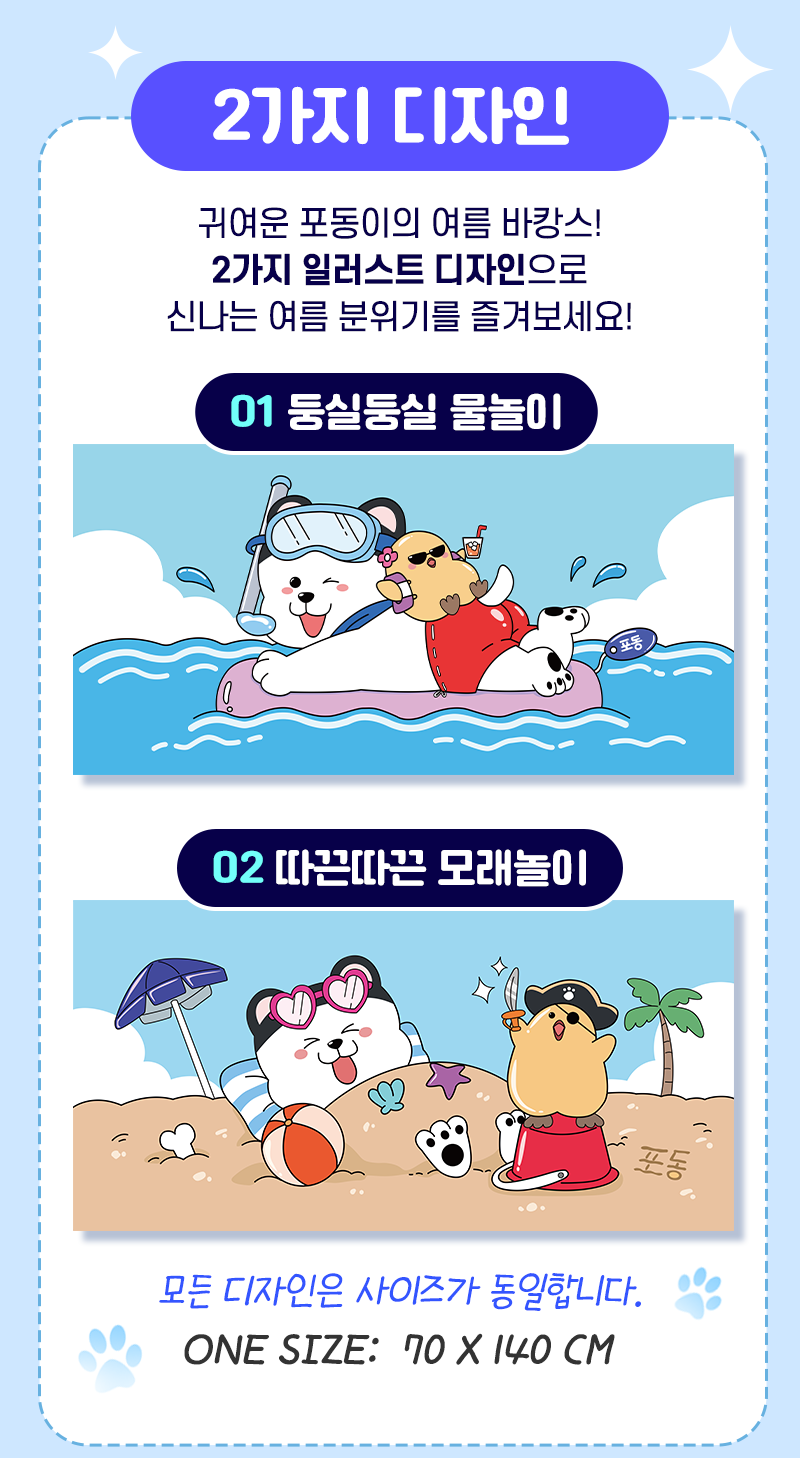 2가지 디자인
귀여운 포동이의 여름 바캉스!
2가지 일러스트 디자인으로
신나는 여름 분위기를 즐겨보세요!
01 둥실둥실 물놀이
포동
02 따끈따끈 모래놀이
포동
모든 디자인은 사이즈가 동일합니다.
ONE SIZE: 70 X 140 CM